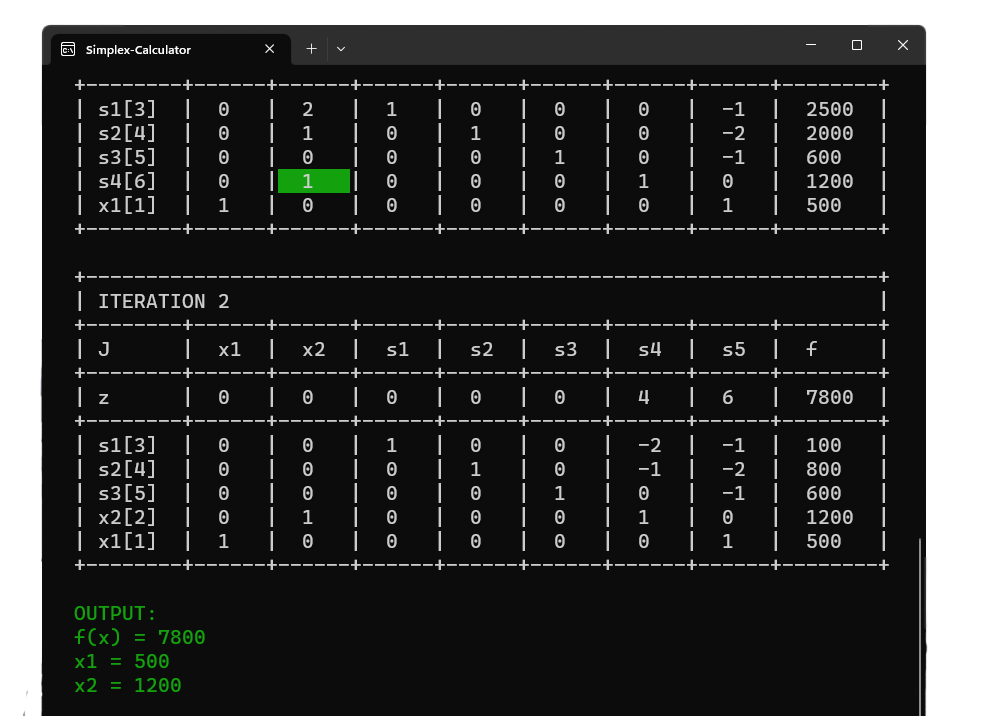 Simplex-Calculator
+--------+------+------+------+------+------+------+------+--------+
| s1[3]  |  0   |  2   |  1   |  0   |  0   |  0   |  -1  |  2500  |
| s2[4]  |  0   |  1   |  0   |  1   |  0   |  0   |  -2  |  2000  |
| s3[5]  |  0   |  0   |  0   |  0   |  1   |  0   |  -1  |  600   |
| s4[6]  |  0   |  1   |  0   |  0   |  0   |  1   |  0   |  1200  |
| x1[1]  |  1   |  0   |  0   |  0   |  0   |  0   |  1   |  500   |
+--------+------+------+------+------+------+------+------+--------+
+------------------------------------------------------------------+
| ITERATION 2                                                      |
+--------+------+------+------+------+------+------+------+--------+
| J      |  x1  |  x2  |  s1  |  s2  |  s3  |  s4  |  s5  |  f     |
+--------+------+------+------+------+------+------+------+--------+
| z      |  0   |  0   |  0   |  0   |  0   |  4   |  6   |  7800  |
+--------+------+------+------+------+------+------+------+--------+
| s1[3]  |  0   |  0   |  1   |  0   |  0   |  -2  |  -1  |  100   |
| s2[4]  |  0   |  0   |  0   |  1   |  0   |  -1  |  -2  |  800   |
| s3[5]  |  0   |  0   |  0   |  0   |  1   |  0   |  -1  |  600   |
| x2[2]  |  0   |  1   |  0   |  0   |  0   |  1   |  0   |  1200  |
| x1[1]  |  1   |  0   |  0   |  0   |  0   |  0   |  1   |  500   |
+--------+------+------+------+------+------+------+------+--------+
OUTPUT:
f(x) = 7800
x1 = 500
x2 = 1200